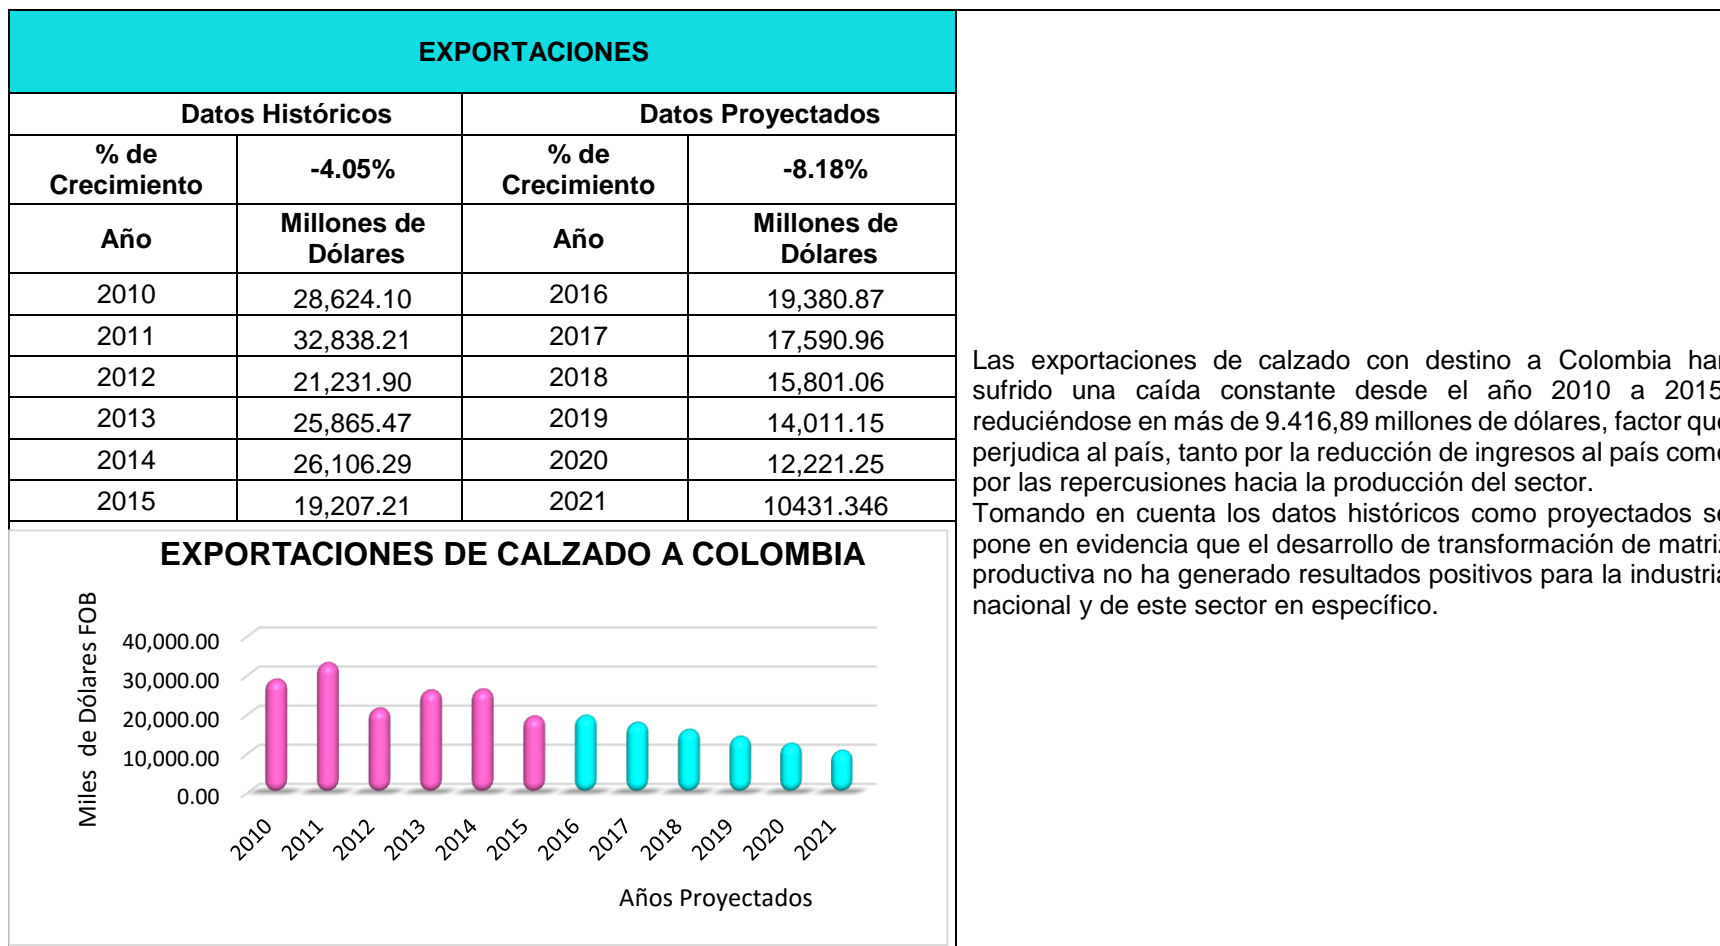 EXPORTACIONES
Datos Históricos Datos Proyectados
% de Crecimiento -4.05% % de Crecimiento -8.18%
Año Millones de Dólares Año Millones de Dólares
2010 28,624.10 2016 19,380.87
2011 32,838.21 2017 17,590.96
2012 21,231.90 2018 15,801.06
2013 25,865.47 2019 14,011.15
2014 26,106.29 2020 12,221.25
2015 19,207.21 2021 10431.346
EXPORTACIONES DE CALZADO A COLOMBIA
Miles de Dólares FOB
40,000.00
30,000.00
20,000.00
10,000.00
0.00
2010 2011 2012 2013 2014 2015 2016 2017 2018 2019 2020 2021
Años Proyectados
Las exportaciones de calzado con destino a Colombia
sufrido una caída constante desde el año 2010 a 2015
reduciéndose en más de 9.416,89 millones de dólares, factor
perjudica al país, tanto por la reducción de ingresos al país
por las repercusiones hacia la producción del sector.
Tomando en cuenta los datos históricos como proyectados
pone en evidencia que el desarrollo de transformación de
productiva no ha generado resultados positivos para la
nacional y de este sector en específico.